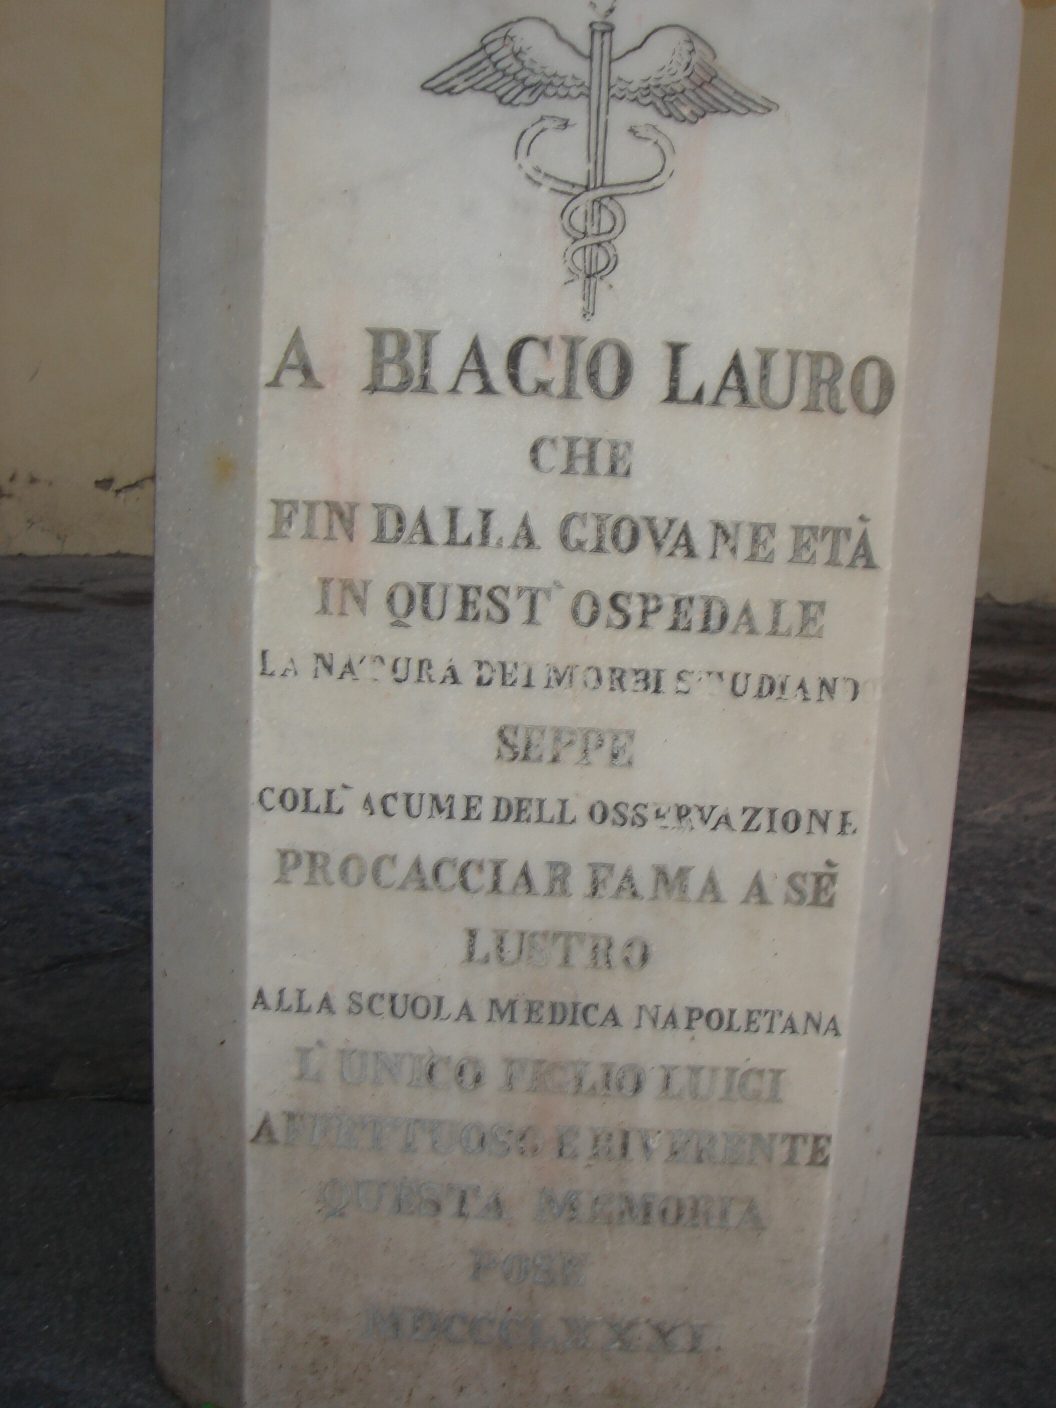 A BIAGIO LAURO
CHE
FIN DALLA GIOVANE ETÀ
IN QUEST' OSPEDALE
LA NATURA DEI MORBI STUDIANDO
SEPPE
COLL' ACUME DELL OSSERVAZIONE
PROCACCIAR FAMA A SÈ
LUSTRO
ALLA SCUOLA MEDICA NAPOLETANA
L' UNICO FIGLIO LUIGI
AFFETTUOSO E RIVERENTE
QUESTA MEMORIA
POSE
MDCCCLXXXI